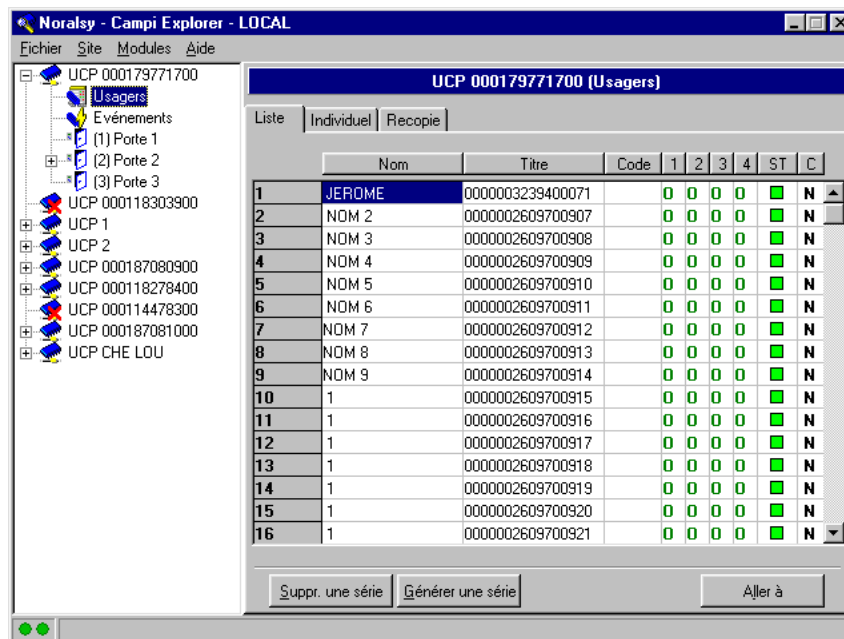 Noralsy - Campi Explorer - LOCAL
Fichier Site Modules Aide
UCP 000179771700
Usagers
Evénements
(1) Porte 1
(2) Porte 2
(3) Porte 3
UCP 000118303900
UCP 1
UCP 2
UCP 000187080900
UCP 000118278400
UCP 000114478300
UCP 000187081000
UCP CHE LOU
UCP 000179771700 (Usagers)
Liste Individuel Recopie
Nom Titre Code 1 2 3 4 ST C
1 JEROME 0000003239400071 0 0 0 0 N
2 NOM 2 0000002609700907 0 0 0 0 N
3 NOM 3 0000002609700908 0 0 0 0 N
4 NOM 4 0000002609700909 0 0 0 0 N
5 NOM 5 0000002609700910 0 0 0 0 N
6 NOM 6 0000002609700911 0 0 0 0 N
7 NOM 7 0000002609700912 0 0 0 0 N
8 NOM 8 0000002609700913 0 0 0 0 N
9 NOM 9 0000002609700914 0 0 0 0 N
10 1 0000002609700915 0 0 0 0 N
11 1 0000002609700916 0 0 0 0 N
12 1 0000002609700917 0 0 0 0 N
13 1 0000002609700918 0 0 0 0 N
14 1 0000002609700919 0 0 0 0 N
15 1 0000002609700920 0 0 0 0 N
16 1 0000002609700921 0 0 0 0 N
Suppr. une série Générer une série Aller à